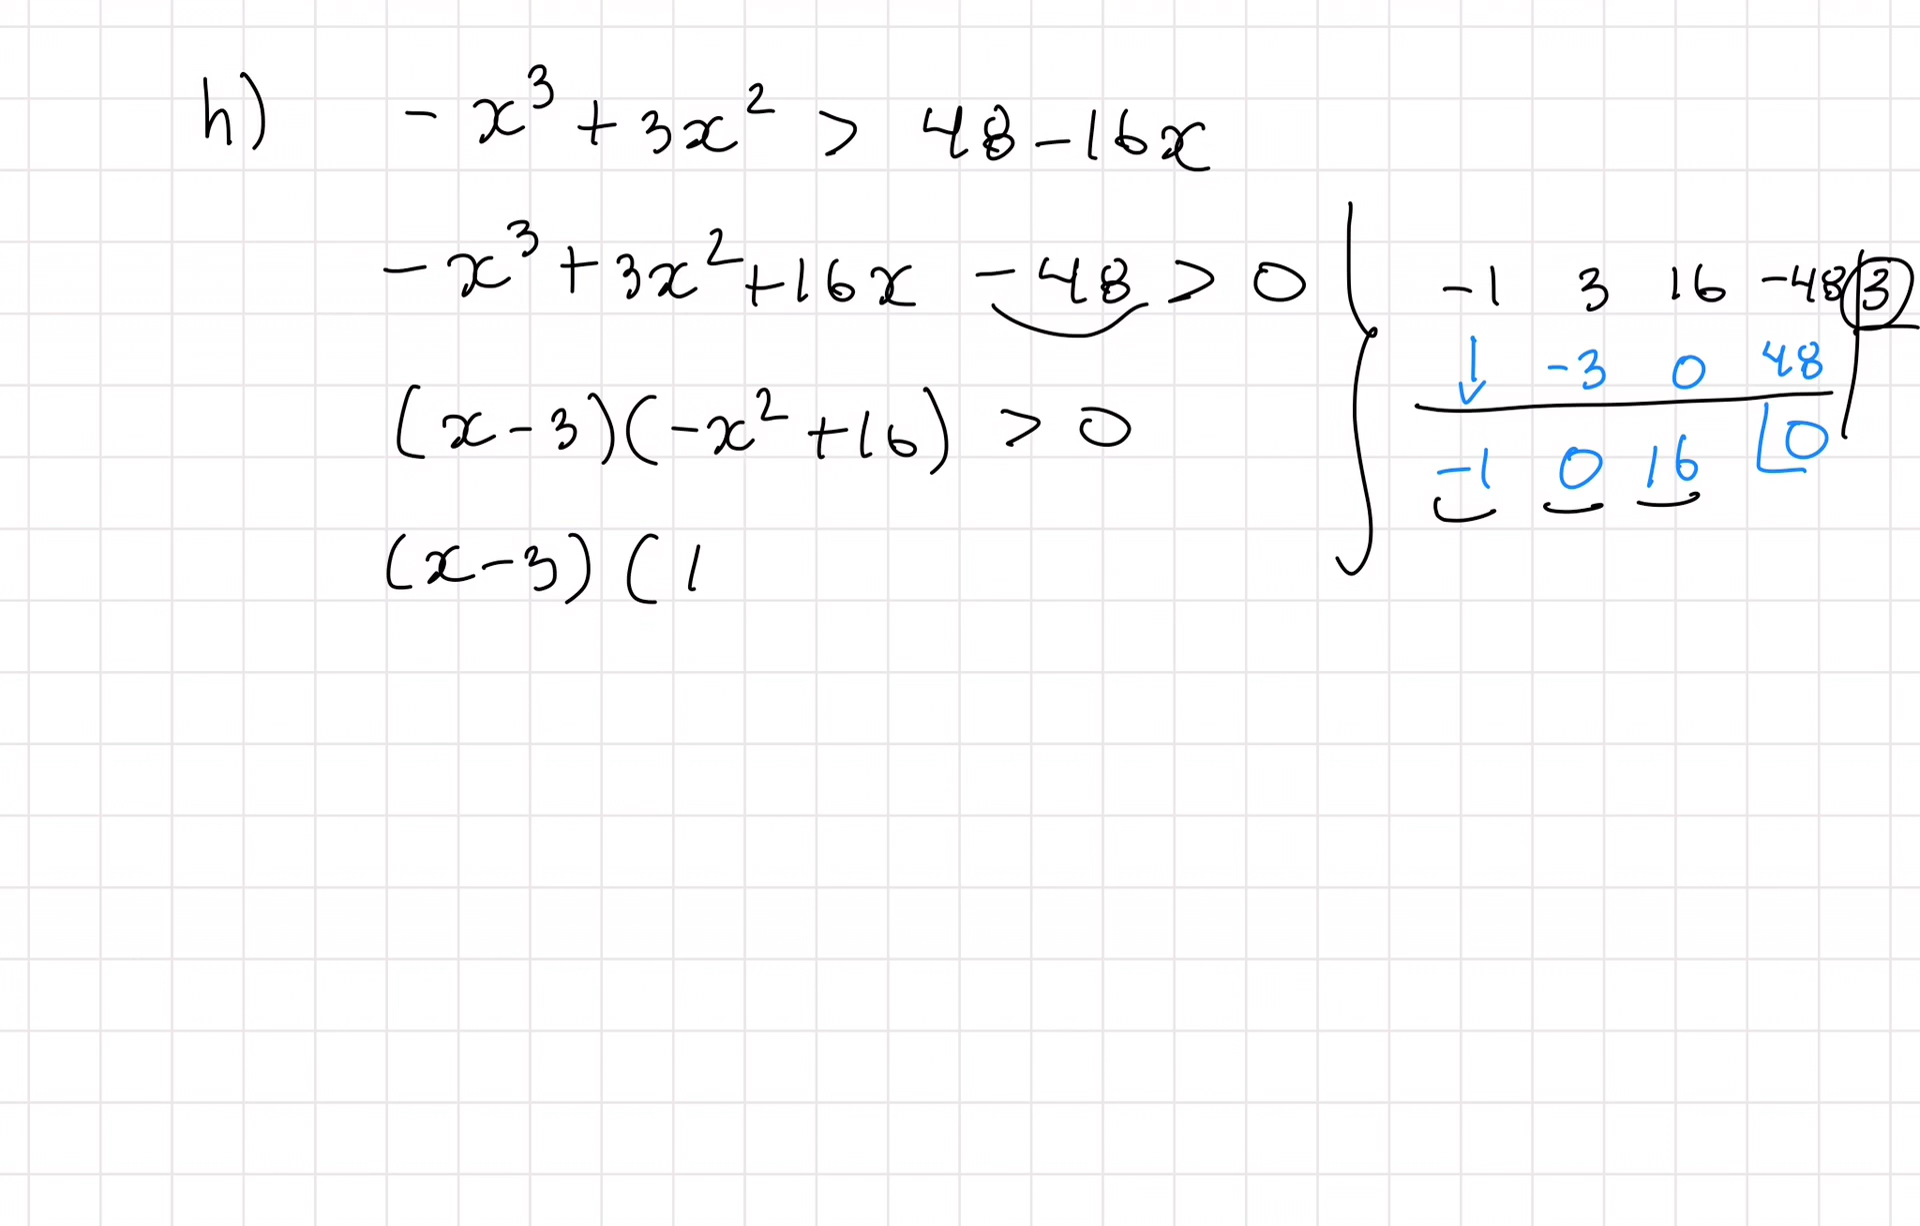 h) -x³ + 3x² > 48 - 16x
-x³ + 3x² + 16x - 48 > 0
(x - 3)(-x² + 16) > 0
(x - 3)(1
-1 3 16 -48 3
↓ -3 0 48
-1 0 16 0